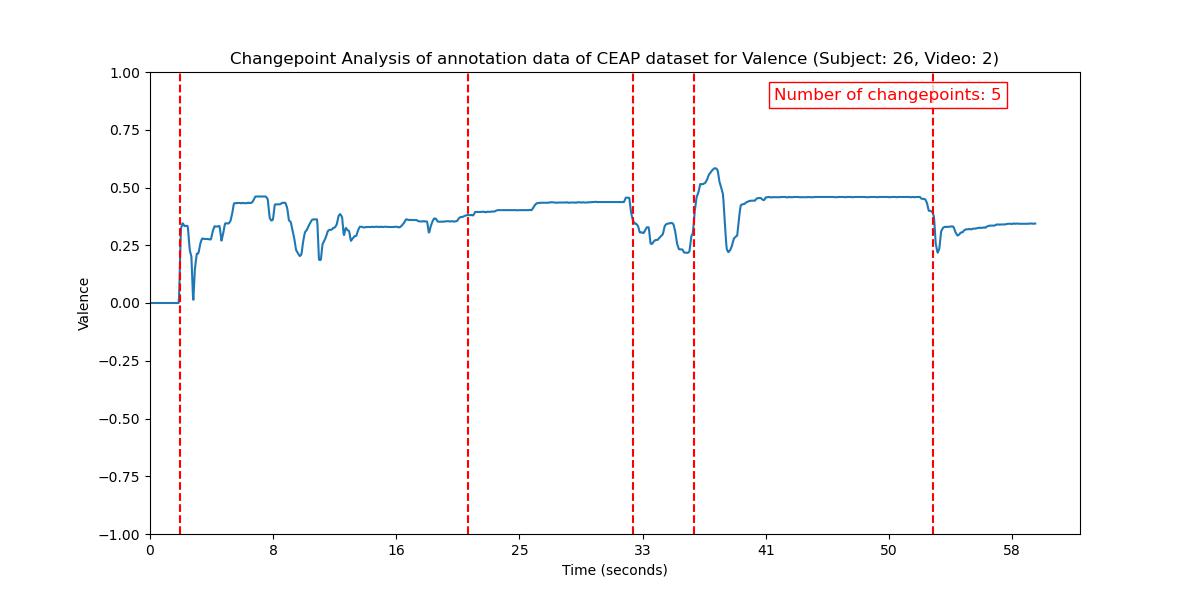 Changepoint Analysis of annotation data of CEAP dataset for Valence (Subject: 26, Video: 2)
Number of changepoints: 5
1.00
0.75
0.50
0.25
0.00
−0.25
−0.50
−0.75
−1.00
Valence
0 8 16 25 33 41 50 58
Time (seconds)